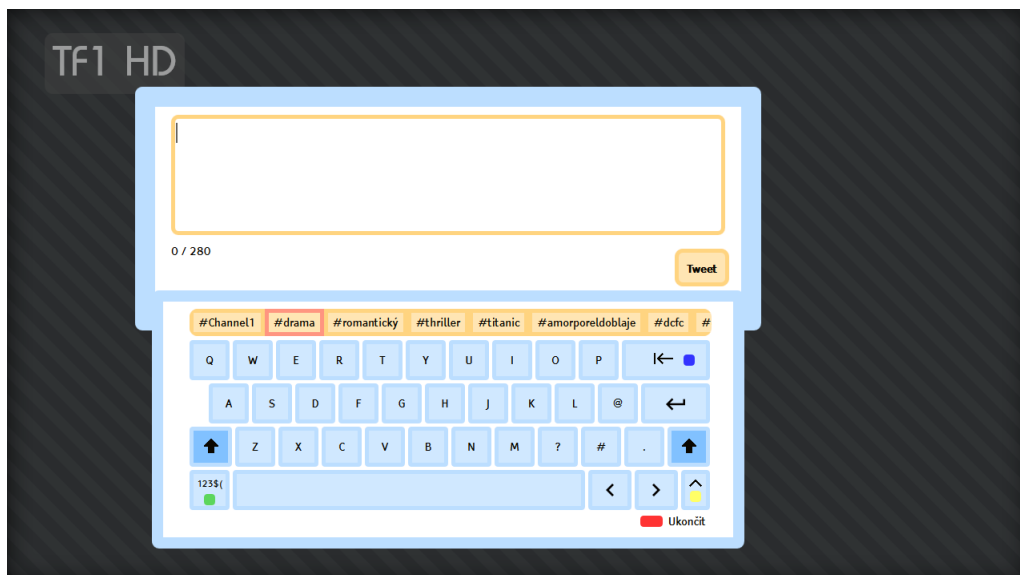 TF1 HD
0 / 280
Tweet
#Channel1 #drama #romantický #thriller #titanic #amorporeldoblaje #dcfc #
Q W E R T Y U I O P
A S D F G H J K L @
Z X C V B N M ? # .
123$(
Ukončit